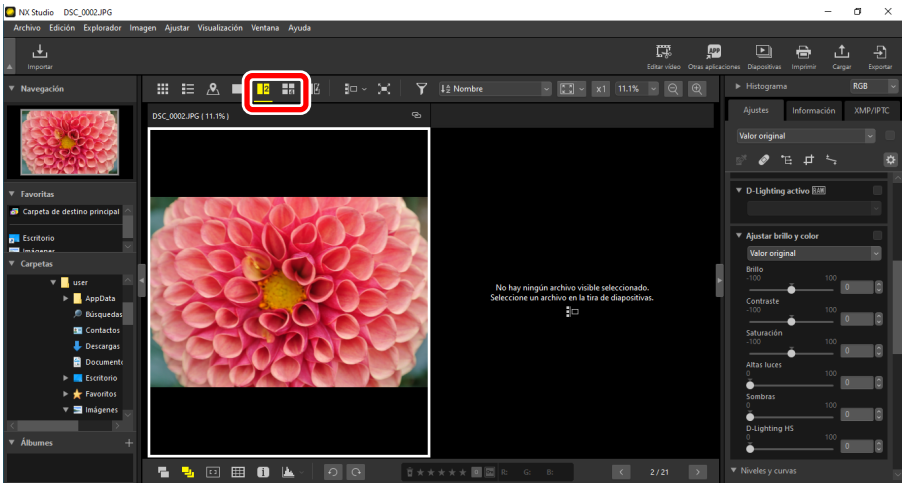 NX Studio DSC_0002.JPG
Archivo Edición Explorador Imagen Ajustar Visualización Ventana Ayuda
Importar
Editar vídeo Otras aplicaciones Diapositivas Imprimir Cargar Exportar
Navegación
2
Nombre
x1 11.1%
Histograma RGB
DSC_0002.JPG ( 11.1% )
Ajustes Información XMP/IPTC
Valor original
Favoritas
Carpeta de destino principal
Escritorio
Imágenes
D-Lighting activo RAW
Carpetas
user
AppData
Búsquedas
Contactos
Descargas
Documento
Escritorio
Favoritos
Imágenes
Álbumes
No hay ningún archivo visible seleccionado.
Seleccione un archivo en la tira de diapositivas.
Ajustar brillo y color
Valor original
Brillo
-100 100
0
Contraste
-100 100
0
Saturación
-100 100
0
Altas luces
0 100
0
Sombras
0 100
0
D-Lighting HS
0 100
0
Niveles y curvas
R: G: B:
2 / 21